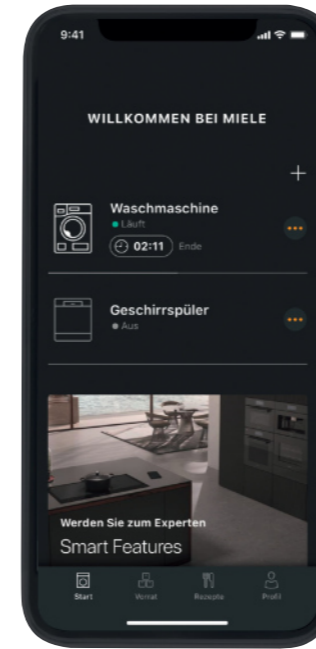 9:41
WILLKOMMEN BEI MIELE
Waschmaschine
Läuft
02:11 Ende
Geschirrspüler
Aus
Werden Sie zum Experten
Smart Features
Start Vorrat Rezepte Profil